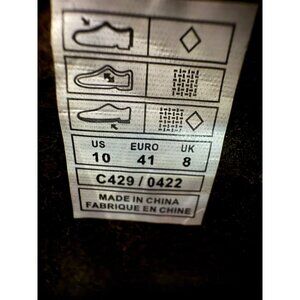 US EURO UK
10 41 8
C429 / 0422
MADE IN CHINA
FABRIQUE EN CHINE